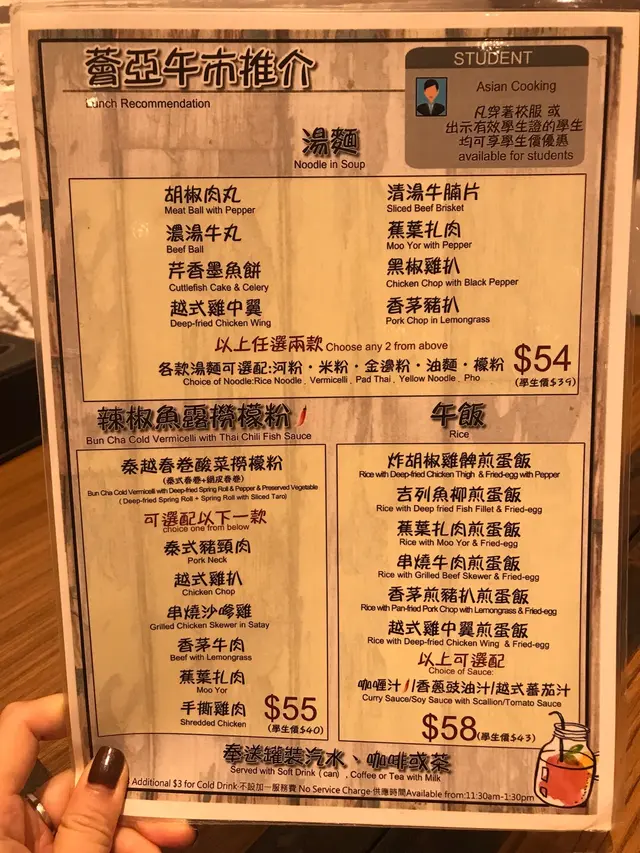 薈亞午市推介
Lunch Recommendation
STUDENT
Asian Cooking
凡穿著校服 或
出示有效學生證的學生
均可享學生價優惠
available for students
湯麵
Noodle in Soup
胡椒肉丸
Meat Ball with Pepper
濃湯牛丸
Beef Ball
芹香墨魚餅
Cuttlefish Cake & Celery
越式雞中翼
Deep-fried Chicken Wing
清湯牛腩片
Sliced Beef Brisket
蕉葉扎肉
Moo Yor with Pepper
黑椒雞扒
Chicken Chop with Black Pepper
香茅豬扒
Pork Chop in Lemongrass
以上任選兩款 Choose any 2 from above
各款湯麵可選配:河粉・米粉・金邊粉・油麵・檬粉
Choice of Noodle:Rice Noodle, Vermicelli, Pad Thai, Yellow Noodle, Pho
$54
(學生價$39)
辣椒魚露撈檬粉
Bun Cha Cold Vermicelli with Thai Chili Fish Sauce
泰越春卷酸菜撈檬粉
(泰式春卷+網皮春卷)
Bun Cha Cold Vermicelli with Deep-fried Spring Roll & Pepper & Preserved Vegetable
(Deep-fried Spring Roll + Spring Roll with Sliced Taro)
可選配以下一款
choice one from below
泰式豬頸肉
Pork Neck
越式雞扒
Chicken Chop
串燒沙嗲雞
Grilled Chicken Skewer in Satay
香茅牛肉
Beef with Lemongrass
蕉葉扎肉
Moo Yor
手撕雞肉
Shredded Chicken
$55
(學生價$40)
午飯
Rice
炸胡椒雞髀煎蛋飯
Rice with Deep-fried Chicken Thigh & Fried-egg with Pepper
吉列魚柳煎蛋飯
Rice with Deep fried Fish Fillet & Fried-egg
蕉葉扎肉煎蛋飯
Rice with Moo Yor & Fried-egg
串燒牛肉煎蛋飯
Rice with Grilled Beef Skewer & Fried-egg
香茅煎豬扒煎蛋飯
Rice with Pan-fried Pork Chop with Lemongrass & Fried-egg
越式雞中翼煎蛋飯
Rice with Deep-fried Chicken Wing & Fried-egg
以上可選配
Choice of Sauce:
咖喱汁/香蔥豉油汁/越式蕃茄汁
Curry Sauce/Soy Sauce with Scallion/Tomato Sauce
$58(學生價$43)
奉送罐裝汽水、咖啡或茶
Served with Soft Drink (can), Coffee or Tea with Milk
Additional $3 for Cold Drink 不設加一服務費 No Service Charge 供應時間Available from:11:30am-1:30pm